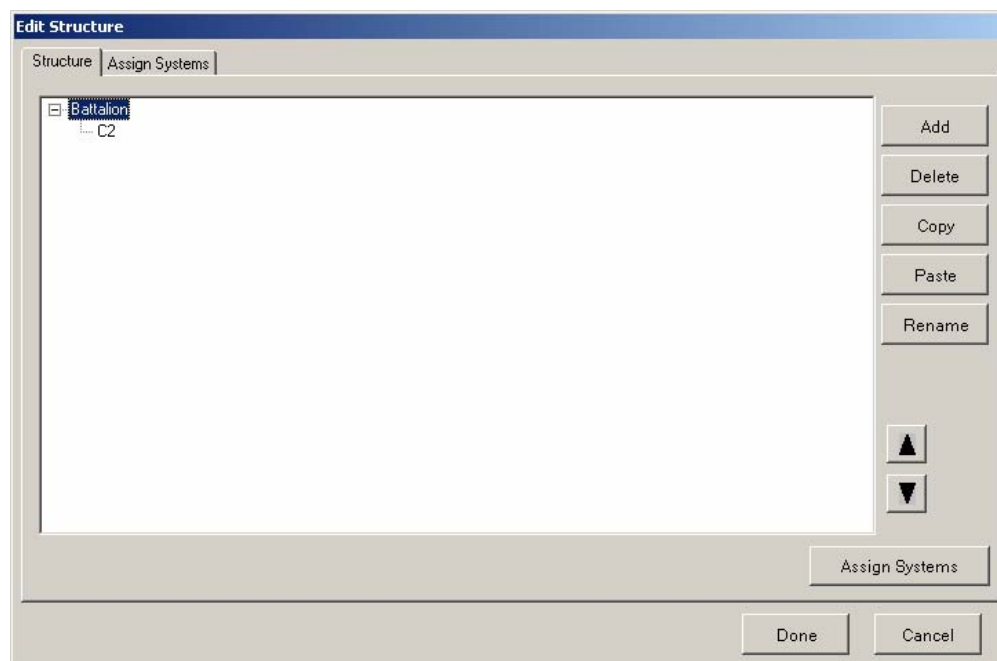 Edit Structure
Structure
Assign Systems
Battalion
C2
Add
Delete
Copy
Paste
Rename
Assign Systems
Done
Cancel